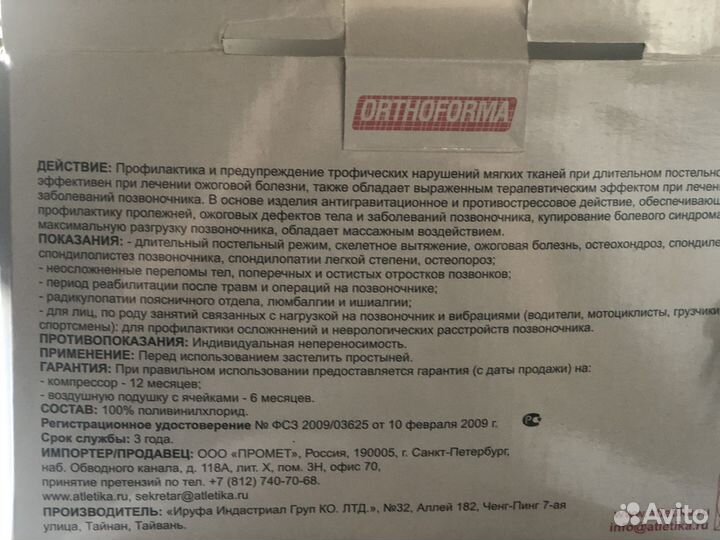 ORTHOFORMA
ДЕЙСТВИЕ: Профилактика и предупреждение трофических нарушений мягких тканей при длительном
эффективен при лечении ожоговой болезни, также обладает выраженным терапевтическим эффектом при
заболеваний позвоночника. В основе изделия антигравитационное и противострессовое действие,
профилактику пролежней, ожоговых дефектов тела и заболеваний позвоночника, купирование болевого
максимальную разгрузку позвоночника, обладает массажным воздействием.
ПОКАЗАНИЯ: - длительный постельный режим, скелетное вытяжение, ожоговая болезнь, остеохондроз,
спондилолистез позвоночника, спондилопатии легкой степени, остеопороз;
- неосложненные переломы тел, поперечных и остистых отростков позвонков;
- период реабилитации после травм и операций на позвоночнике;
- радикулопатии поясничного отдела, люмбалгии и ишиалгии;
- для лиц, по роду занятий связанных с нагрузкой на позвоночник и вибрациями (водители, мотоциклисты, грузчики
спортсмены): для профилактики осложннений и неврологических расстройств позвоночника.
ПРОТИВОПОКАЗАНИЯ: Индивидуальная непереносимость.
ПРИМЕНЕНИЕ: Перед использованием застелить простыней.
ГАРАНТИЯ: При правильном использовании предоставляется гарантия (с даты продажи) на:
- компрессор - 12 месяцев;
- воздушную подушку с ячейками - 6 месяцев.
СОСТАВ: 100% поливинилхлорид.
Регистрационное удостоверение № ФСЗ 2009/03625 от 10 февраля 2009 г.
Срок службы: 3 года.
ИМПОРТЕР/ПРОДАВЕЦ: ООО «ПРОМЕТ», Россия, 190005, г. Санкт-Петербург,
наб. Обводного канала, д. 118А, лит. Х, пом. 3Н, офис 70,
принятие претензий по тел. +7 (812) 740-70-68.
www.atletika.ru, sekretar@atletika.ru
ПРОИЗВОДИТЕЛЬ: «Ируфа Индастриал Груп КО. ЛТД.», №32, Аллей 182, Ченг-Пинг 7-ая
улица, Тайнан, Тайвань.
info@atletika.ru
Avito